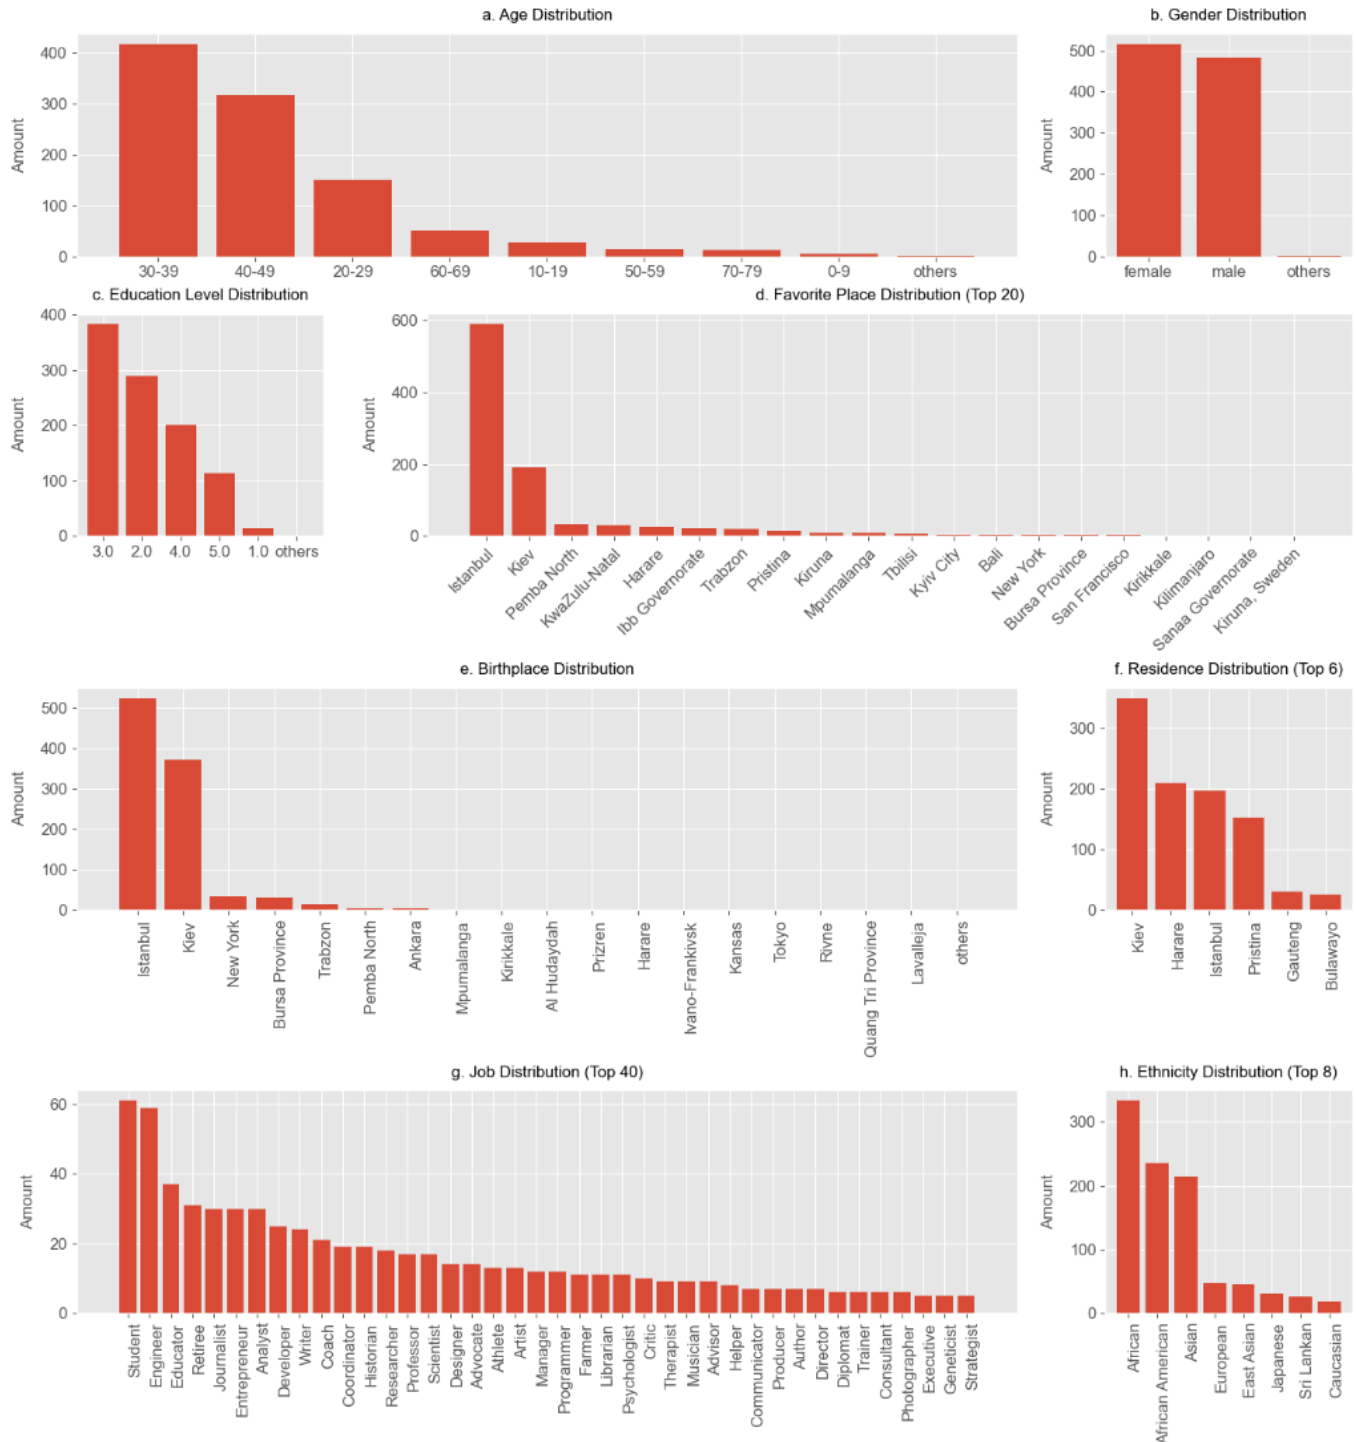 a. Age Distribution
Amount
400
300
200
100
0
30-39 40-49 20-29 60-69 10-19 50-59 70-79 0-9 others
b. Gender Distribution
Amount
500
400
300
200
100
0
female male others
c. Education Level Distribution
Amount
400
300
200
100
0
3.0 2.0 4.0 5.0 1.0 others
d. Favorite Place Distribution (Top 20)
Amount
600
400
200
0
Istanbul
Kiev
Pemba North
KwaZulu-Natal
Harare
Ibb Governorate
Trabzon
Pristina
Kiruna
Mpumalanga
Tbilisi
Kyiv City
Bali
New York
Bursa Province
San Francisco
Kirikkale
Kilimanjaro
Sanaa Governorate
Kiruna, Sweden
e. Birthplace Distribution
Amount
500
400
300
200
100
0
Istanbul
Kiev
New York
Bursa Province
Trabzon
Pemba North
Ankara
Mpumalanga
Kirikkale
Al Hudaydah
Prizren
Harare
Ivano-Frankivsk
Kansas
Tokyo
Rivne
Quang Tri Province
Lavalleja
others
f. Residence Distribution (Top 6)
Amount
300
200
100
0
Kiev
Harare
Istanbul
Pristina
Gauteng
Bulawayo
g. Job Distribution (Top 40)
Amount
60
40
20
0
Student
Engineer
Educator
Retiree
Journalist
Entrepreneur
Analyst
Developer
Writer
Coach
Coordinator
Historian
Researcher
Professor
Scientist
Designer
Advocate
Athlete
Artist
Manager
Programmer
Farmer
Librarian
Psychologist
Critic
Therapist
Musician
Advisor
Helper
Communicator
Producer
Author
Director
Diplomat
Trainer
Consultant
Photographer
Executive
Geneticist
Strategist
h. Ethnicity Distribution (Top 8)
Amount
300
200
100
0
African
African American
Asian
European
East Asian
Japanese
Sri Lankan
Caucasian